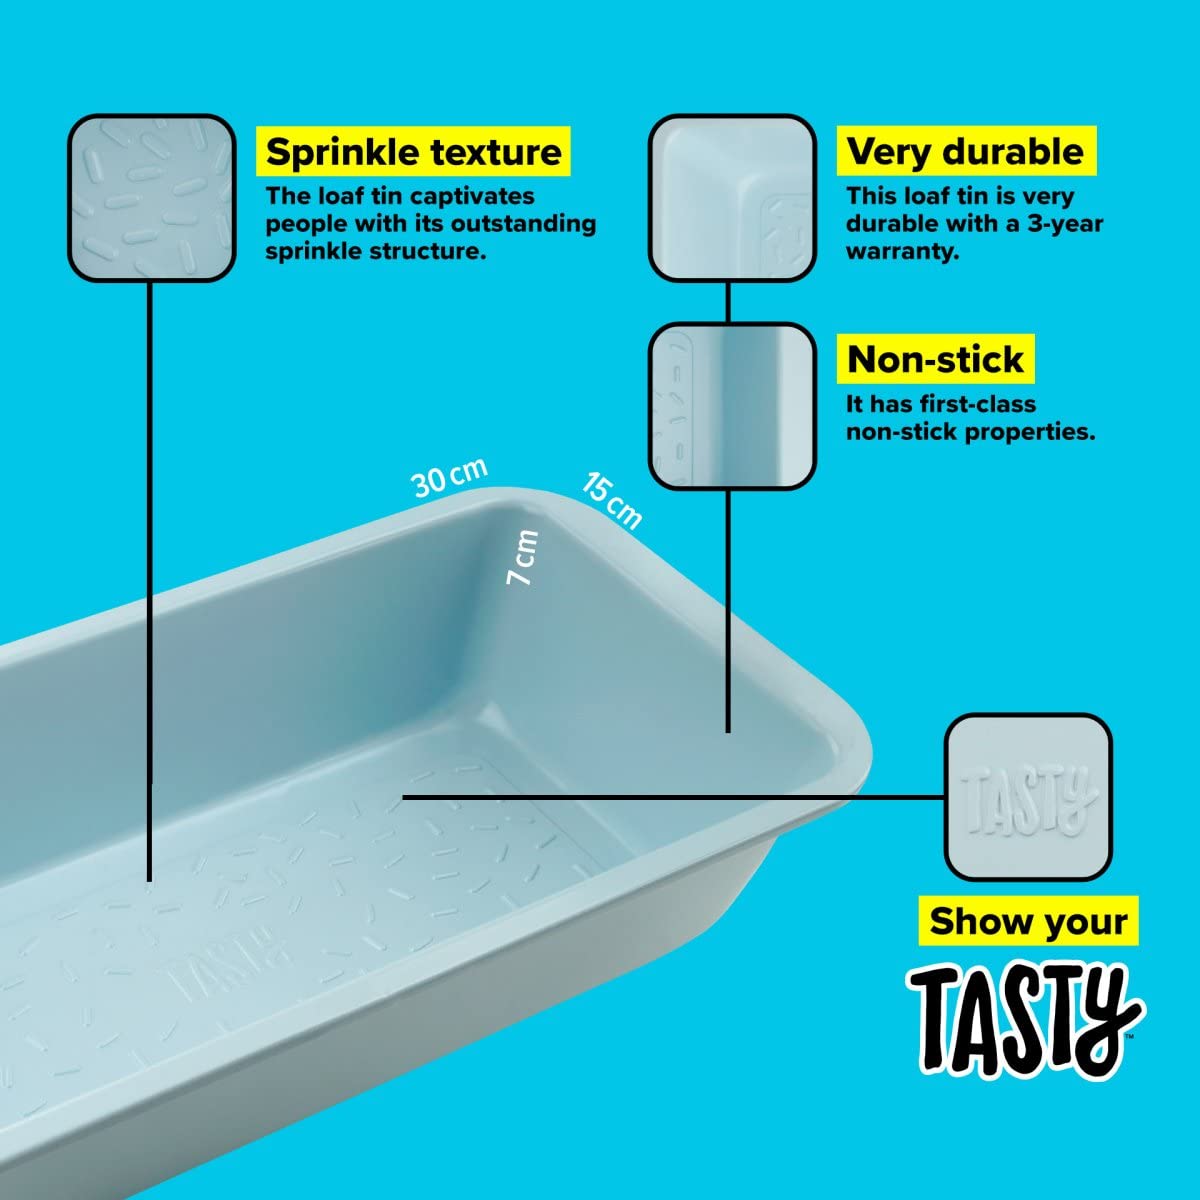 Sprinkle texture
The loaf tin captivates
people with its outstanding
sprinkle structure.
Very durable
This loaf tin is very
durable with a 3-year
warranty.
Non-stick
It has first-class
non-stick properties.
30 cm
15 cm
7 cm
TASTY
TASTY
Show your
TASTY™